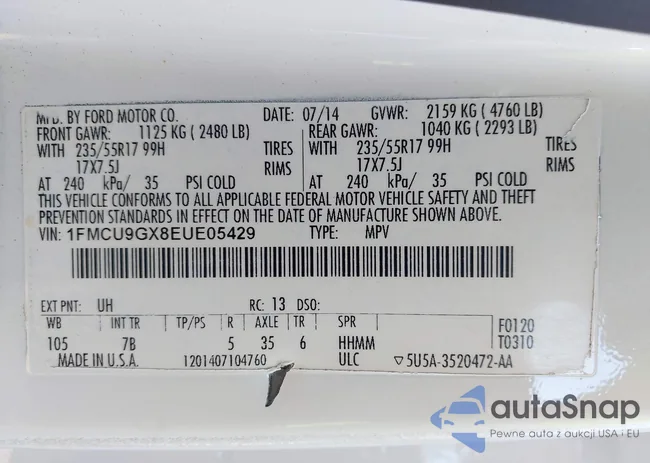 MFD. BY FORD MOTOR CO. DATE: 07/14 GVWR: 2159 KG ( 4760 LB)
FRONT GAWR: 1125 KG ( 2480 LB) REAR GAWR: 1040 KG ( 2293 LB)
WITH 235/55R17 99H TIRES WITH 235/55R17 99H TIRES
17X7.5J RIMS 17X7.5J RIMS
AT 240 kPa/ 35 PSI COLD AT 240 kPa/ 35 PSI COLD
THIS VEHICLE CONFORMS TO ALL APPLICABLE FEDERAL MOTOR VEHICLE SAFETY AND THEFT
PREVENTION STANDARDS IN EFFECT ON THE DATE OF MANUFACTURE SHOWN ABOVE.
VIN: 1FMCU9GX8EUE05429 TYPE: MPV
EXT PNT: UH RC: 13 DSO:
WB INT TR TP/PS R AXLE TR SPR F0120
105 7B 5 35 6 HHMM T0310
MADE IN U.S.A. 1201407104760 ULC ▽5U5A-3520472-AA
autaSnap
Pewne auta z aukcji USA i EU